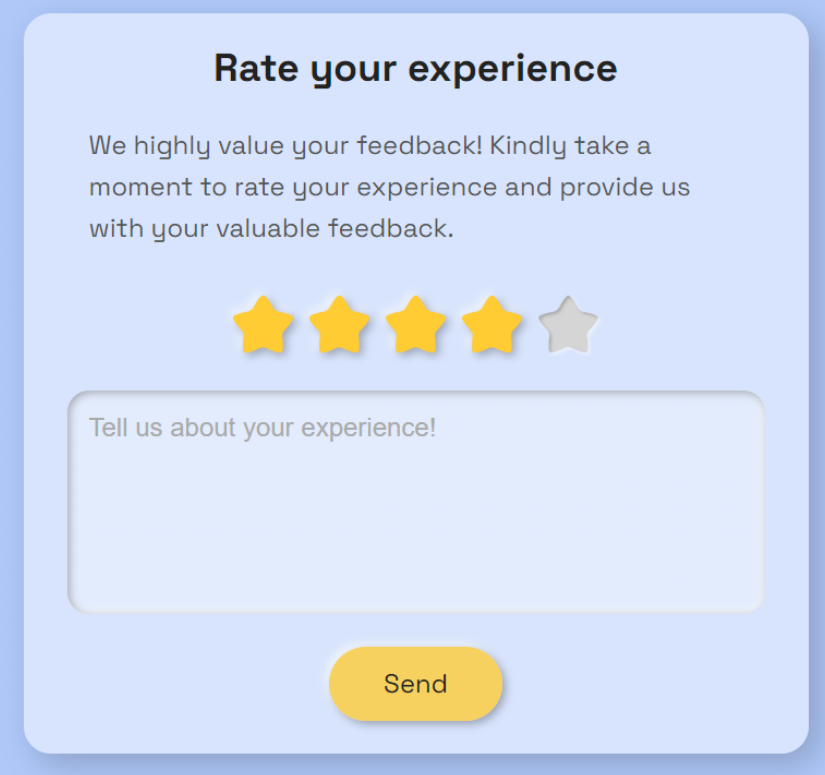 Rate your experience
We highly value your feedback! Kindly take a
moment to rate your experience and provide us
with your valuable feedback.
Tell us about your experience!
Send